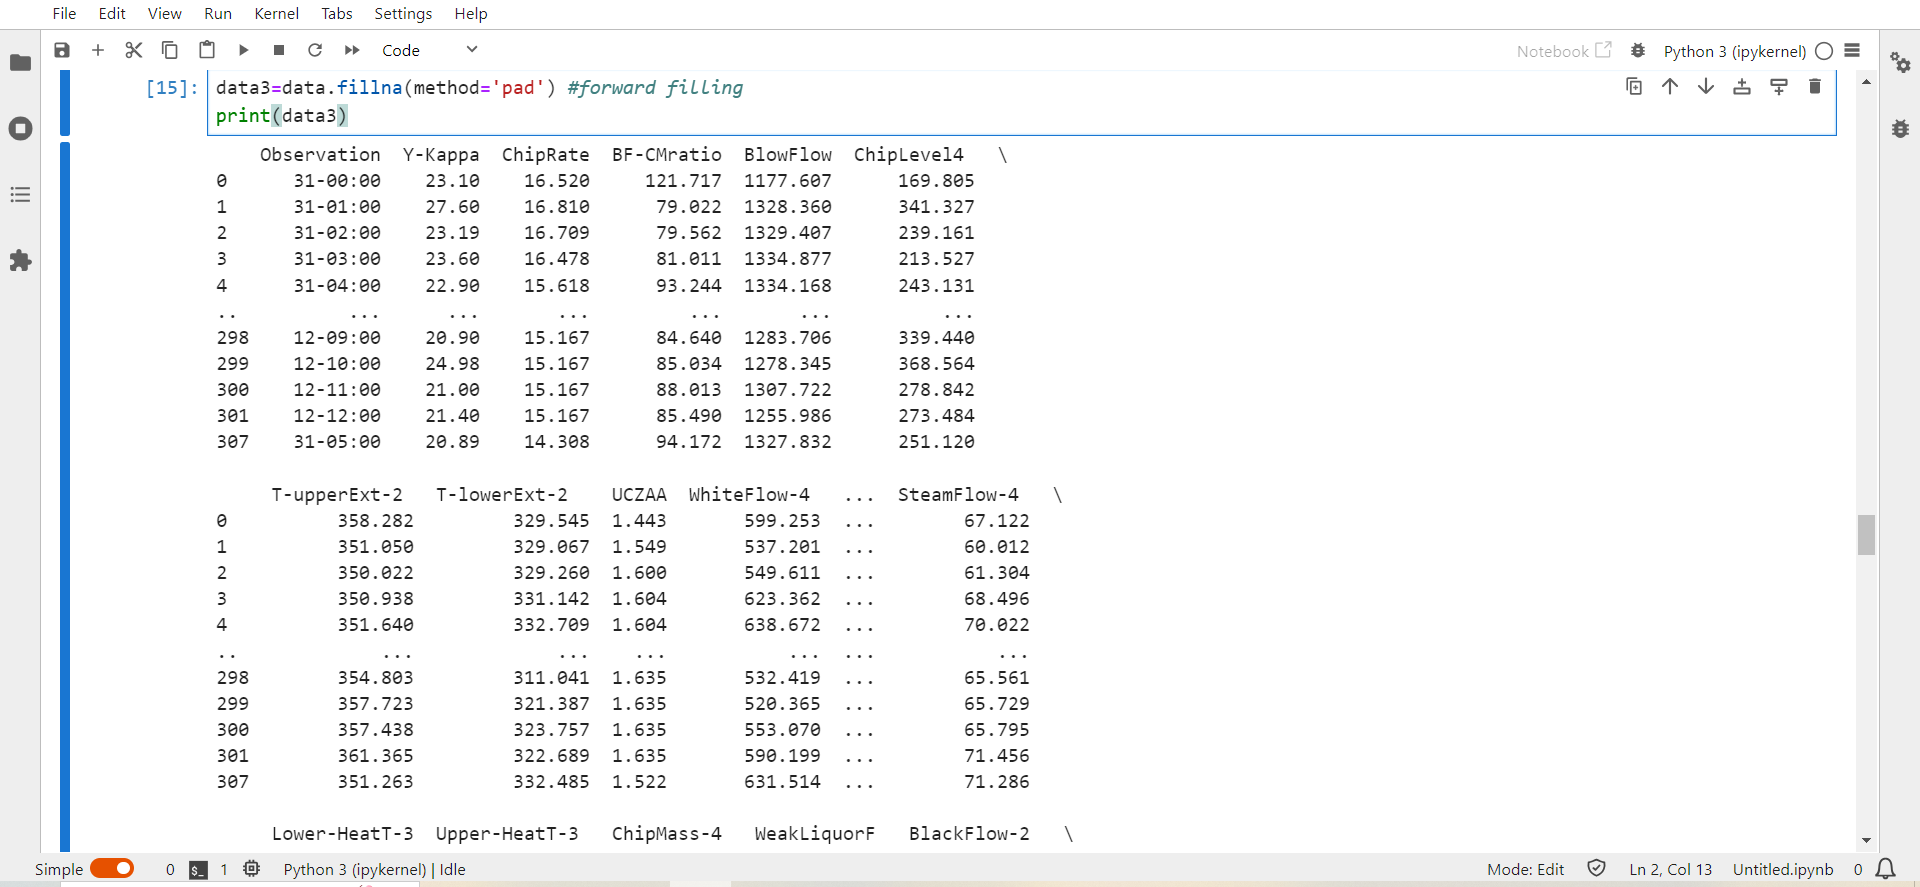 File Edit View Run Kernel Tabs Settings Help
Code
Notebook Python 3 (ipykernel)
[15]: data3=data.fillna(method='pad') #forward filling
print(data3)
Observation Y-Kappa ChipRate BF-CMratio BlowFlow ChipLevel4 \
0 31-00:00 23.10 16.520 121.717 1177.607 169.805
1 31-01:00 27.60 16.810 79.022 1328.360 341.327
2 31-02:00 23.19 16.709 79.562 1329.407 239.161
3 31-03:00 23.60 16.478 81.011 1334.877 213.527
4 31-04:00 22.90 15.618 93.244 1334.168 243.131
.. ... ... ... ... ... ...
298 12-09:00 20.90 15.167 84.640 1283.706 339.440
299 12-10:00 24.98 15.167 85.034 1278.345 368.564
300 12-11:00 21.00 15.167 88.013 1307.722 278.842
301 12-12:00 21.40 15.167 85.490 1255.986 273.484
307 31-05:00 20.89 14.308 94.172 1327.832 251.120
T-upperExt-2 T-lowerExt-2 UCZAA WhiteFlow-4 ... SteamFlow-4 \
0 358.282 329.545 1.443 599.253 ... 67.122
1 351.050 329.067 1.549 537.201 ... 60.012
2 350.022 329.260 1.600 549.611 ... 61.304
3 350.938 331.142 1.604 623.362 ... 68.496
4 351.640 332.709 1.604 638.672 ... 70.022
.. ... ... ... ... ... ...
298 354.803 311.041 1.635 532.419 ... 65.561
299 357.723 321.387 1.635 520.365 ... 65.729
300 357.438 323.757 1.635 553.070 ... 65.795
301 361.365 322.689 1.635 590.199 ... 71.456
307 351.263 332.485 1.522 631.514 ... 71.286
Lower-HeatT-3 Upper-HeatT-3 ChipMass-4 WeakLiquorF BlackFlow-2 \
Simple 0 $_ 1 Python 3 (ipykernel) | Idle Mode: Edit Ln 2, Col 13 Untitled.ipynb 0